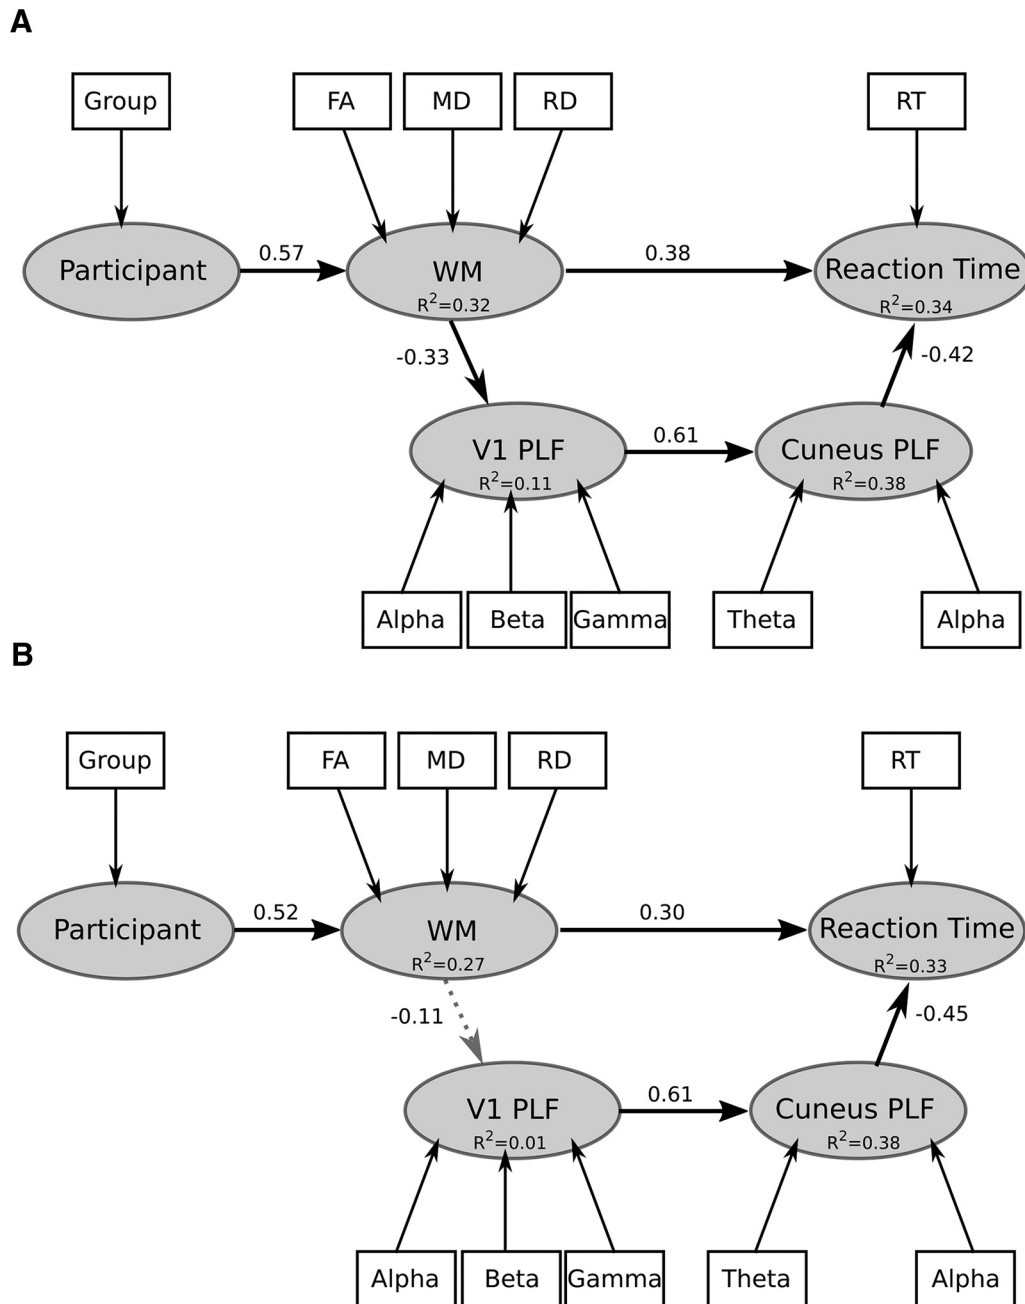 A
Group
FA
MD
RD
RT
Participant
0.57
WM
R²=0.32
0.38
Reaction Time
R²=0.34
-0.33
-0.42
V1 PLF
R²=0.11
0.61
Cuneus PLF
R²=0.38
Alpha
Beta
Gamma
Theta
Alpha
B
Group
FA
MD
RD
RT
Participant
0.52
WM
R²=0.27
0.30
Reaction Time
R²=0.33
-0.11
-0.45
V1 PLF
R²=0.01
0.61
Cuneus PLF
R²=0.38
Alpha
Beta
Gamma
Theta
Alpha